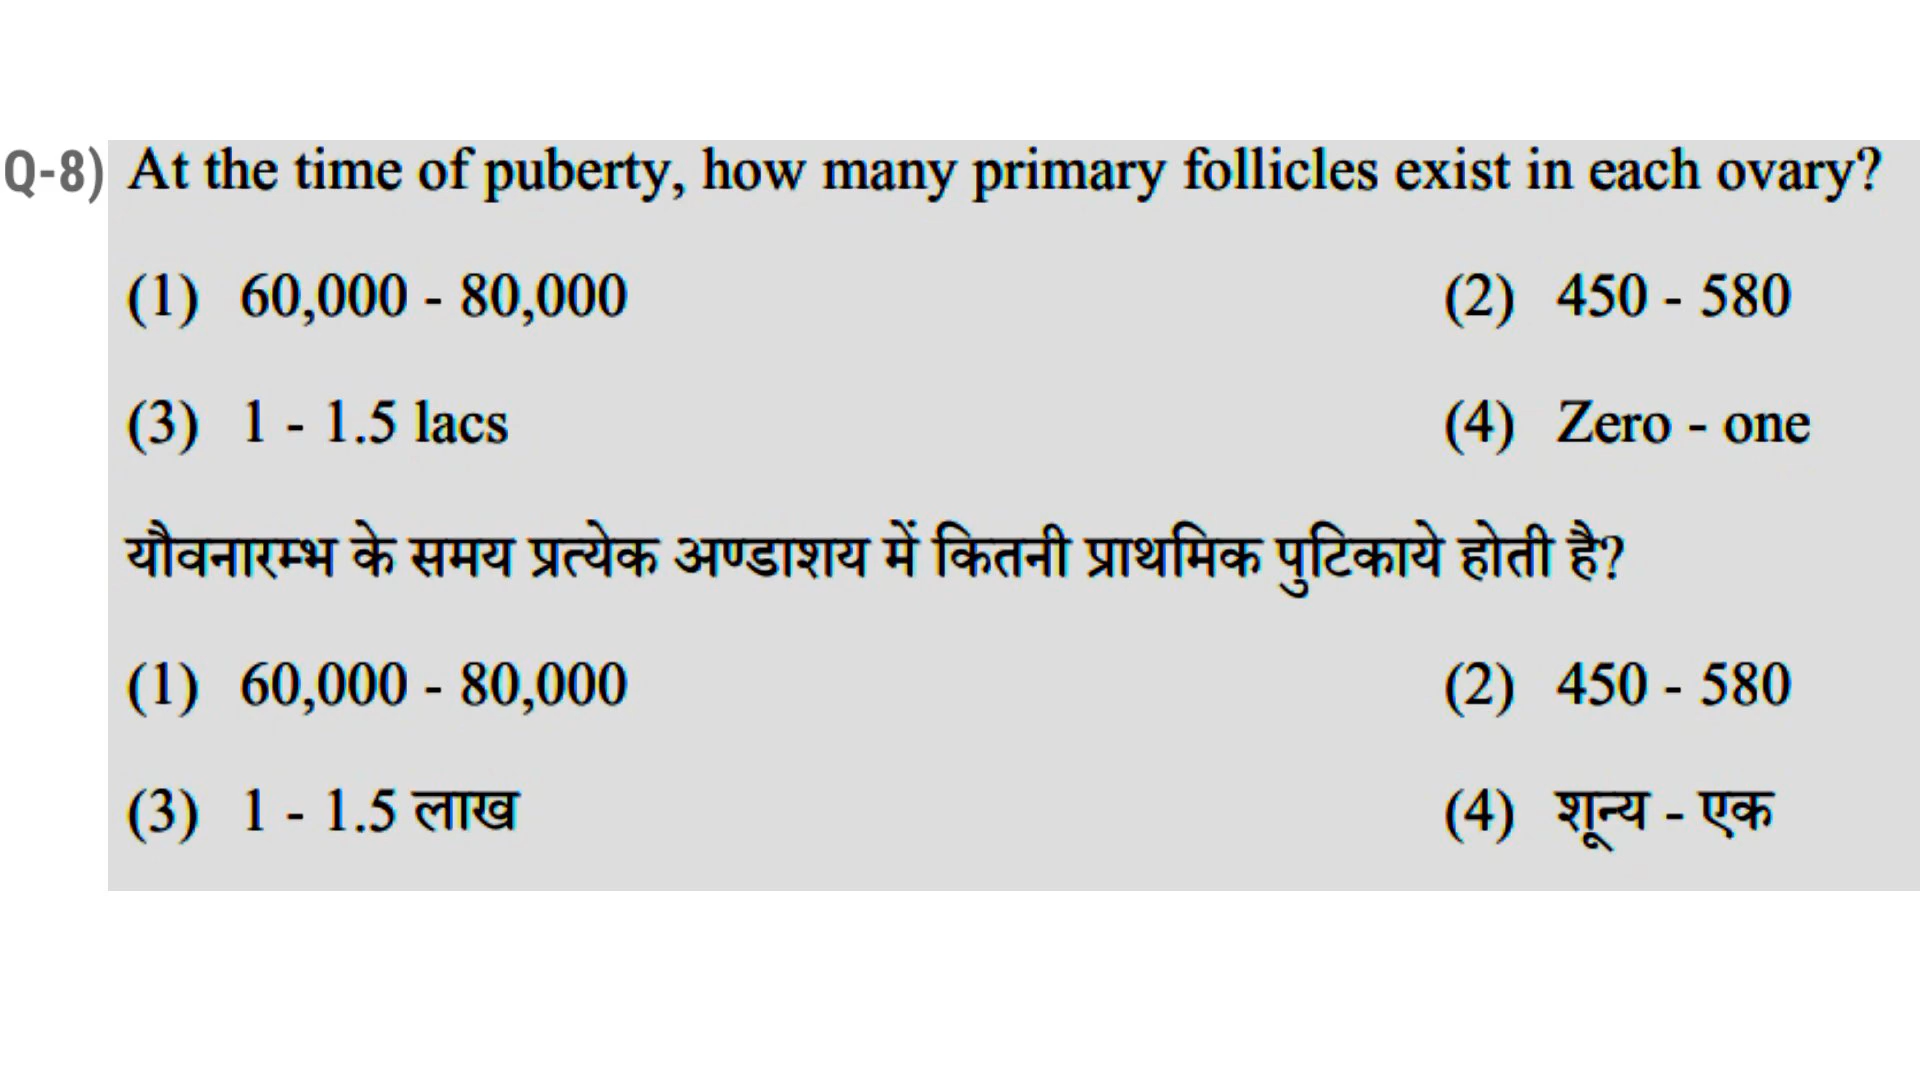 Q-8) At the time of puberty, how many primary follicles exist in each ovary?
(1) 60,000 - 80,000 (2) 450 - 580
(3) 1 - 1.5 lacs (4) Zero - one
यौवनारम्भ के समय प्रत्येक अण्डाशय में कितनी प्राथमिक पुटिकाये होती है?
(1) 60,000 - 80,000 (2) 450 - 580
(3) 1 - 1.5 लाख (4) शून्य - एक